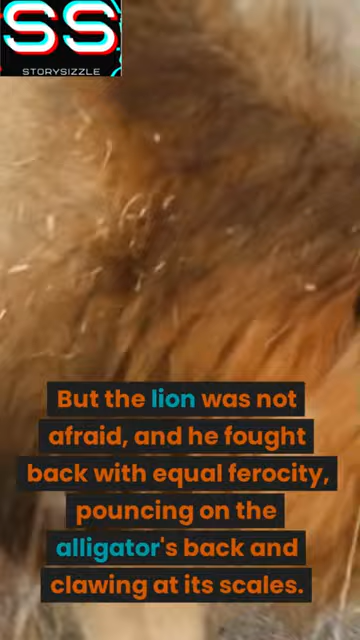 SS
STORYSIZZLE
But the lion was not
afraid, and he fought
back with equal ferocity,
pouncing on the
alligator's back and
clawing at its scales.